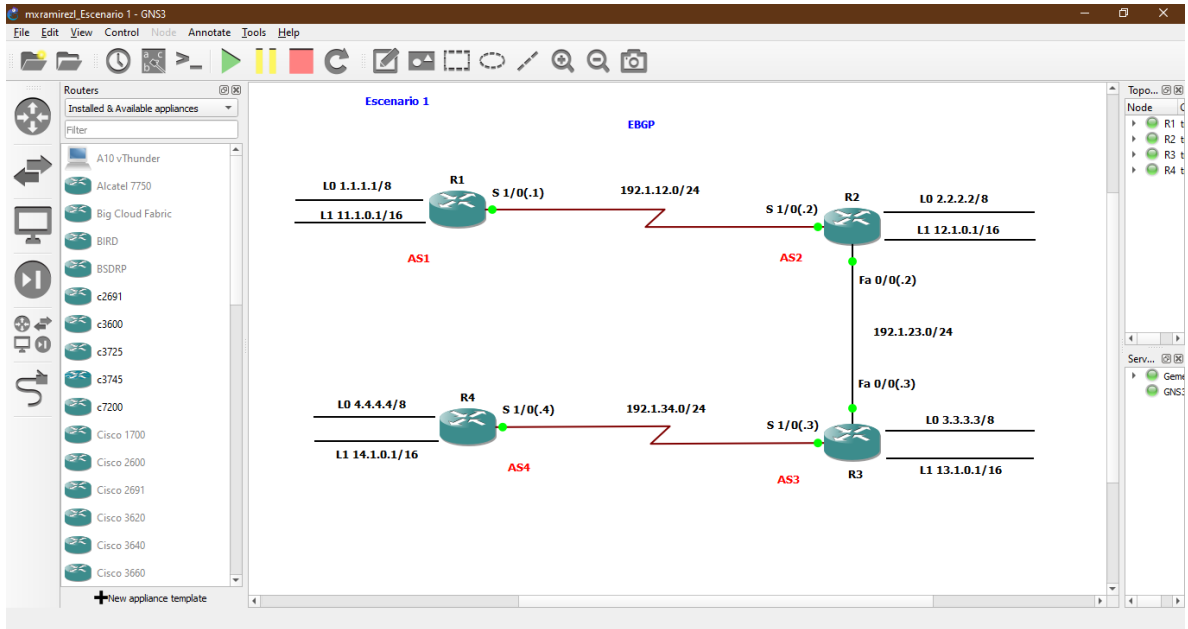 mxramirezl_Escenario 1 - GNS3
File Edit View Control Node Annotate Tools Help
Routers
Installed & Available appliances
Filter
A10 vThunder
Alcatel 7750
Big Cloud Fabric
BIRD
BSDRP
c2691
c3600
c3725
c3745
c7200
Cisco 1700
Cisco 2600
Cisco 2691
Cisco 3620
Cisco 3640
Cisco 3660
New appliance template
Escenario 1
EBGP
L0 1.1.1.1/8
R1
S 1/0(.1)
192.1.12.0/24
L1 11.1.0.1/16
AS1
S 1/0(.2)
R2
L0 2.2.2.2/8
L1 12.1.0.1/16
AS2
Fa 0/0(.2)
192.1.23.0/24
Fa 0/0(.3)
L0 4.4.4.4/8
R4
S 1/0(.4)
192.1.34.0/24
L1 14.1.0.1/16
AS4
S 1/0(.3)
L0 3.3.3.3/8
L1 13.1.0.1/16
R3
AS3
Topo...
Node
R1 t
R2 t
R3 t
R4 t
Serv...
Geme
GNS3